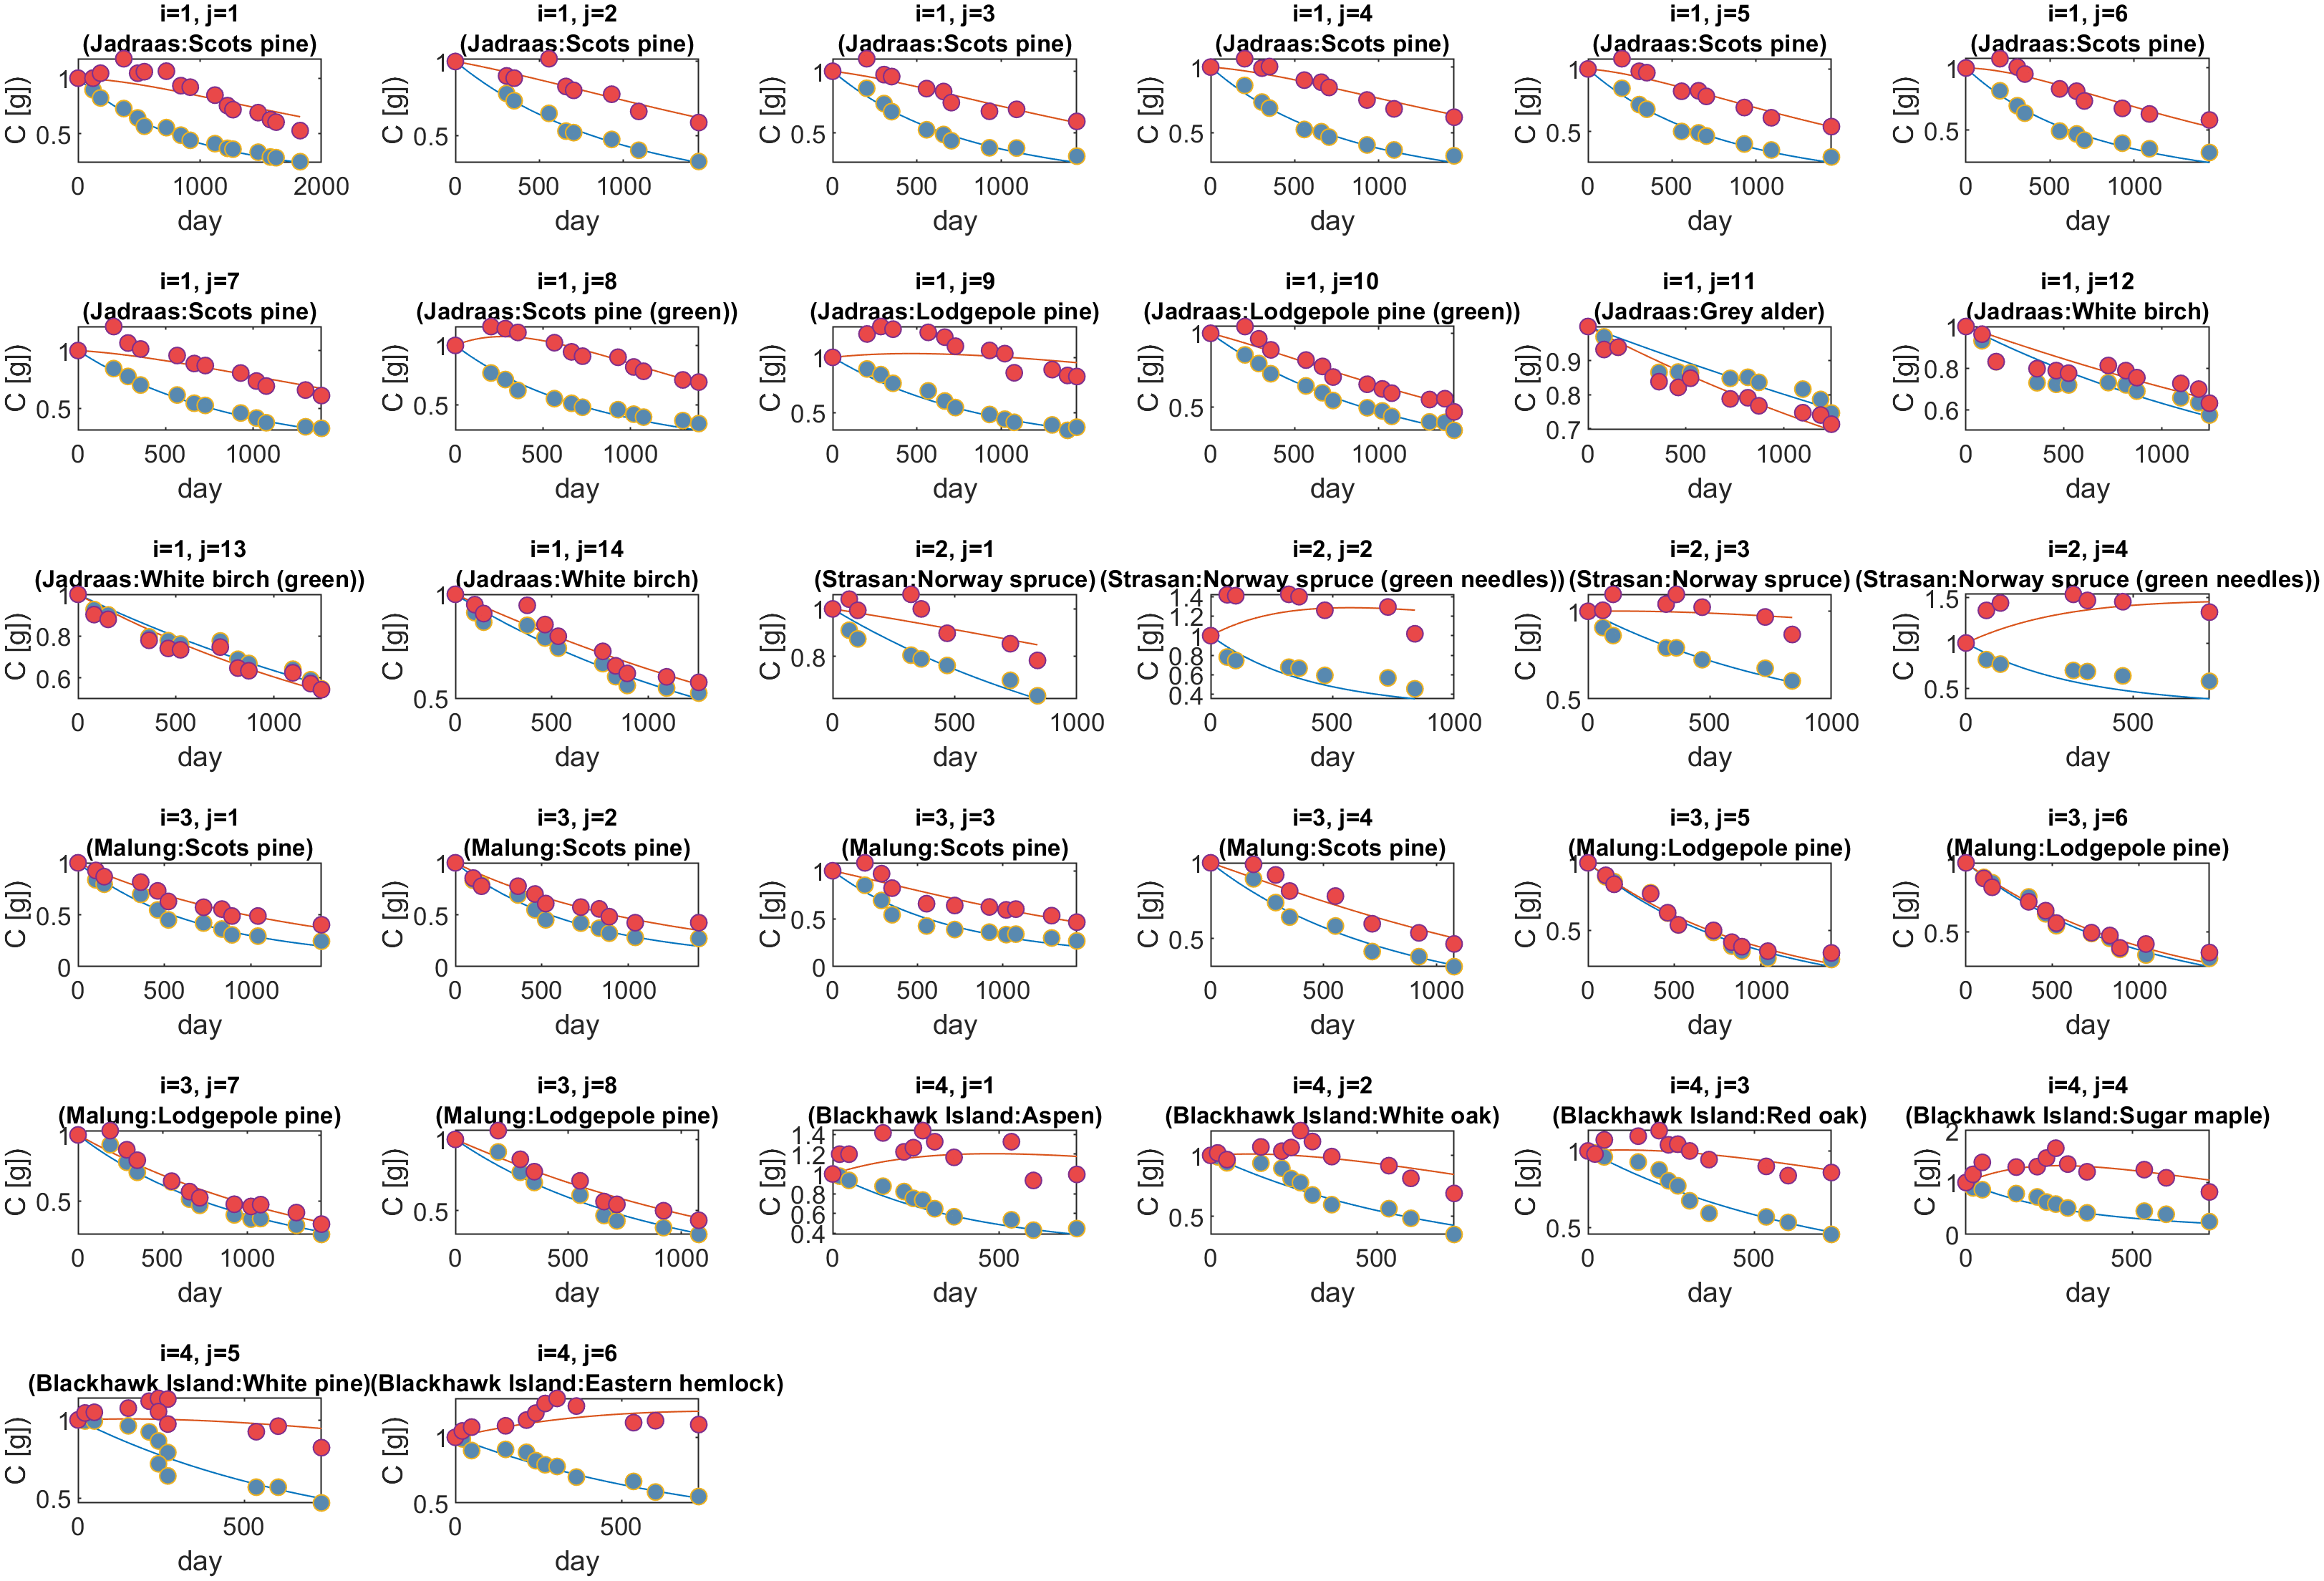 i=1, j=1
(Jadraas:Scots pine)
C [g])
1
0.5
0 1000 2000
day
i=1, j=2
(Jadraas:Scots pine)
C [g])
1
0.5
0 500 1000
day
i=1, j=3
(Jadraas:Scots pine)
C [g])
1
0.5
0 500 1000
day
i=1, j=4
(Jadraas:Scots pine)
C [g])
1
0.5
0 500 1000
day
i=1, j=5
(Jadraas:Scots pine)
C [g])
1
0.5
0 500 1000
day
i=1, j=6
(Jadraas:Scots pine)
C [g])
1
0.5
0 500 1000
day
i=1, j=7
(Jadraas:Scots pine)
C [g])
1
0.5
0 500 1000
day
i=1, j=8
(Jadraas:Scots pine (green))
C [g])
1
0.5
0 500 1000
day
i=1, j=9
(Jadraas:Lodgepole pine)
C [g])
1
0.5
0 500 1000
day
i=1, j=10
(Jadraas:Lodgepole pine (green))
C [g])
1
0.5
0 500 1000
day
i=1, j=11
(Jadraas:Grey alder)
C [g])
0.9
0.8
0.7
0 500 1000
day
i=1, j=12
(Jadraas:White birch)
C [g])
1
0.8
0.6
0 500 1000
day
i=1, j=13
(Jadraas:White birch (green))
C [g])
1
0.8
0.6
0 500 1000
day
i=1, j=14
(Jadraas:White birch)
C [g])
1
0.5
0 500 1000
day
i=2, j=1
(Strasan:Norway spruce)
C [g])
1
0.8
0 500 1000
day
i=2, j=2
(Strasan:Norway spruce (green needles))
C [g])
1.4
1.2
1
0.8
0.6
0.4
0 500 1000
day
i=2, j=3
(Strasan:Norway spruce)
C [g])
1
0.5
0 500 1000
day
i=2, j=4
(Strasan:Norway spruce (green needles))
C [g])
1.5
1
0.5
0 500
day
i=3, j=1
(Malung:Scots pine)
C [g])
1
0.5
0
0 500 1000
day
i=3, j=2
(Malung:Scots pine)
C [g])
1
0.5
0
0 500 1000
day
i=3, j=3
(Malung:Scots pine)
C [g])
1
0.5
0
0 500 1000
day
i=3, j=4
(Malung:Scots pine)
C [g])
1
0.5
0 500 1000
day
i=3, j=5
(Malung:Lodgepole pine)
C [g])
1
0.5
0 500 1000
day
i=3, j=6
(Malung:Lodgepole pine)
C [g])
1
0.5
0 500 1000
day
i=3, j=7
(Malung:Lodgepole pine)
C [g])
1
0.5
0 500 1000
day
i=3, j=8
(Malung:Lodgepole pine)
C [g])
1
0.5
0 500 1000
day
i=4, j=1
(Blackhawk Island:Aspen)
C [g])
1.4
1.2
1
0.8
0.6
0.4
0 500
day
i=4, j=2
(Blackhawk Island:White oak)
C [g])
1
0.5
0 500
day
i=4, j=3
(Blackhawk Island:Red oak)
C [g])
1
0.5
0 500
day
i=4, j=4
(Blackhawk Island:Sugar maple)
C [g])
2
1
0
0 500
day
i=4, j=5
(Blackhawk Island:White pine)
C [g])
1
0.5
0 500
day
i=4, j=6
(Blackhawk Island:Eastern hemlock)
C [g])
1
0.5
0 500
day